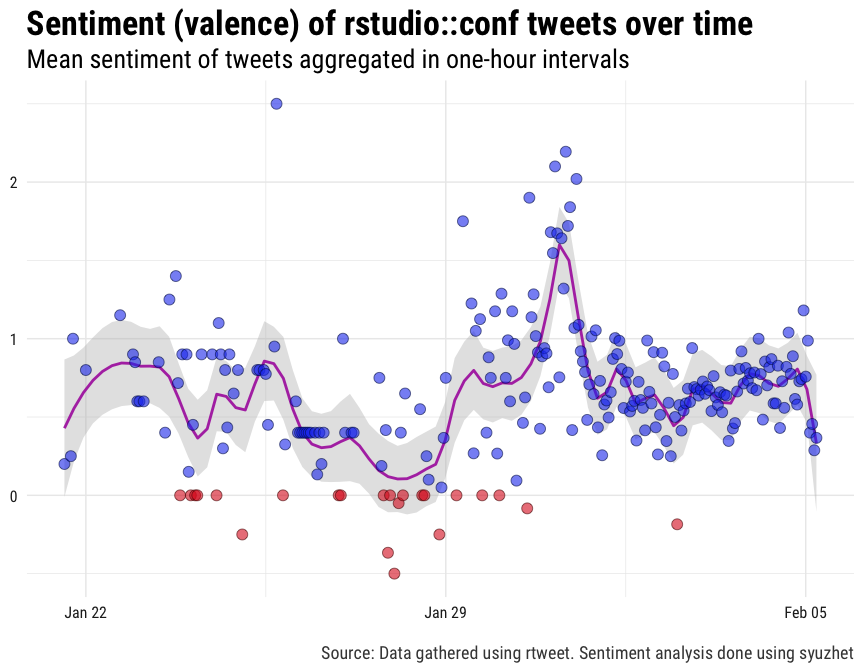 Sentiment (valence) of rstudio::conf tweets over time
Mean sentiment of tweets aggregated in one-hour intervals
2
1
0
Jan 22
Jan 29
Feb 05
Source: Data gathered using rtweet. Sentiment analysis done using syuzhet